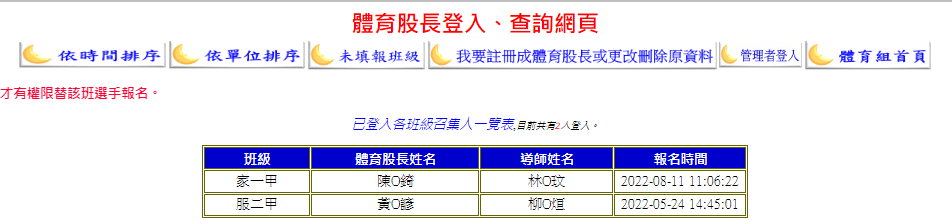 體育股長登入、查詢網頁
依時間排序 依單位排序 未填報班級 我要註冊成體育股長或更改刪除原資料 管理者登入 體育組首頁
才有權限替該班選手報名。
已登入各班級召集人一覽表,目前共有2人登入。
班級 體育股長姓名 導師姓名 報名時間
家一甲 陳O綺 林O玟 2022-08-11 11:06:22
服二甲 黃O諺 柳O烜 2022-05-24 14:45:01